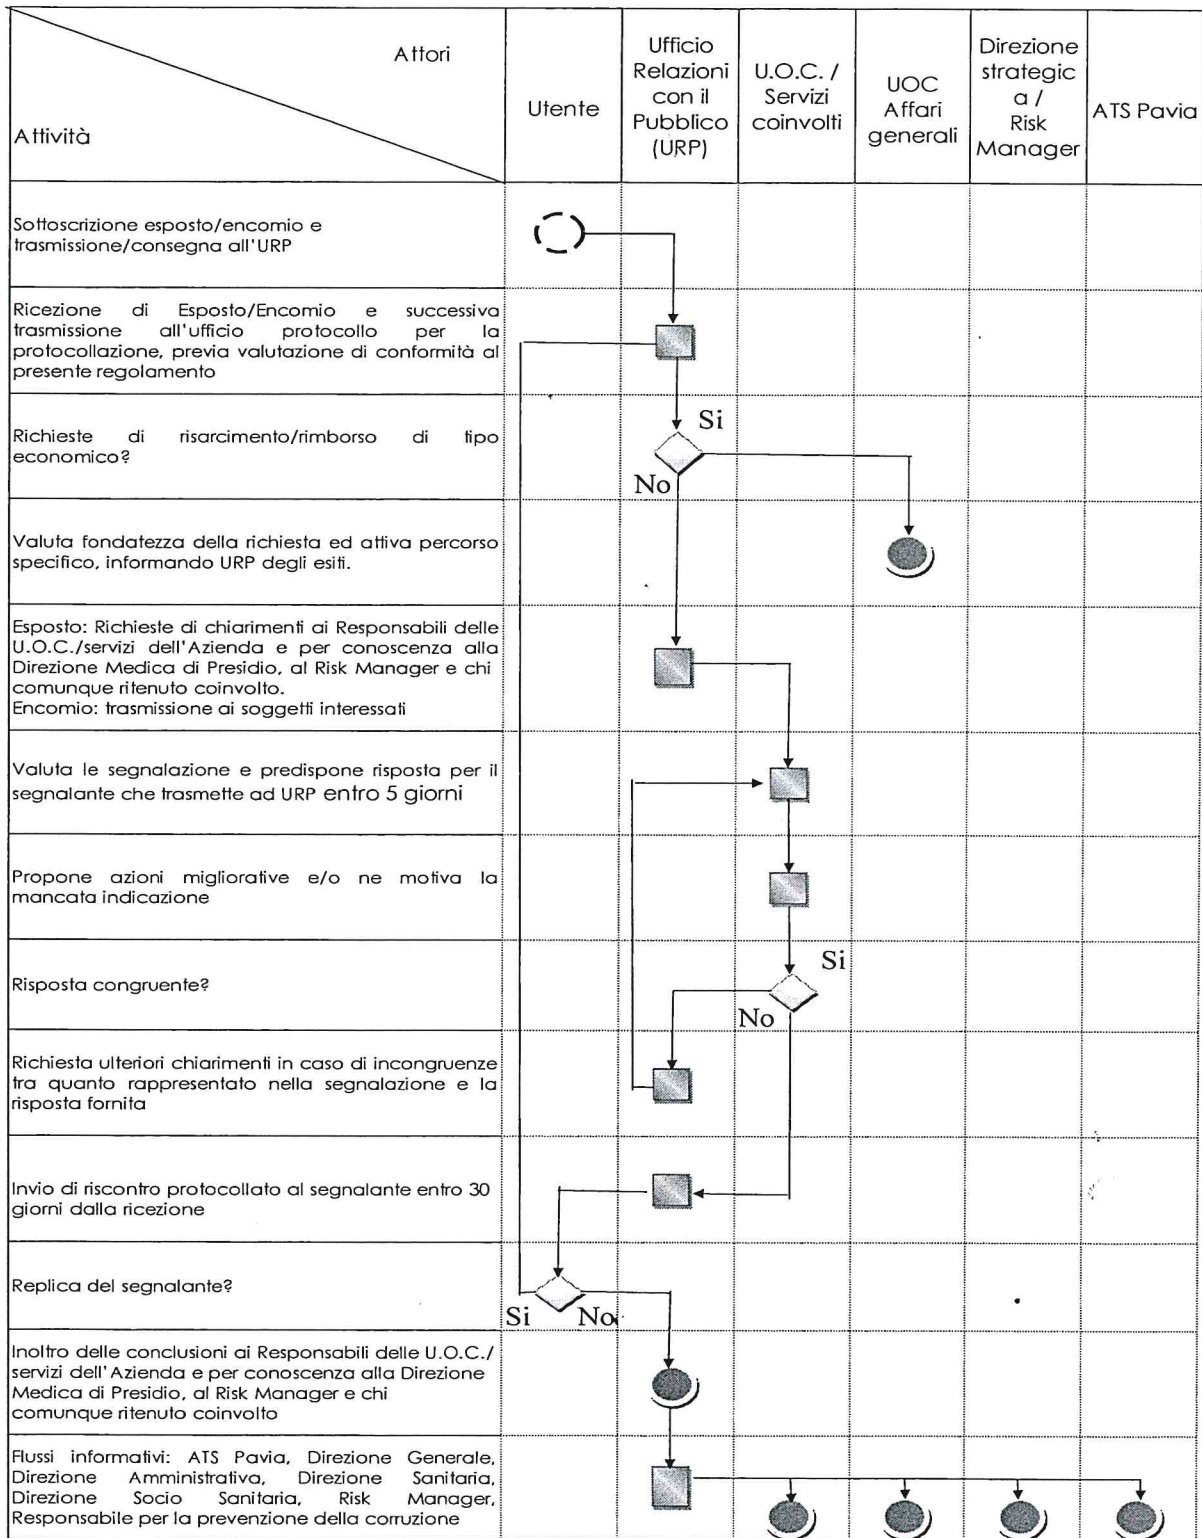 Attori
Attività
Utente
Ufficio
Relazioni
con il
Pubblico
(URP)
U.O.C. /
Servizi
coinvolti
UOC
Affari
generali
Direzione
strategic
a /
Risk
Manager
ATS Pavia
Sottoscrizione esposto/encomio e
trasmissione/consegna all'URP
Ricezione di Esposto/Encomio e successiva
trasmissione all'ufficio protocollo per la
protocollazione, previa valutazione di conformità al
presente regolamento
Richieste di risarcimento/rimborso di tipo
economico?
Si
No
Valuta fondatezza della richiesta ed attiva percorso
specifico, informando URP degli esiti.
Esposto: Richieste di chiarimenti ai Responsabili delle
U.O.C./servizi dell'Azienda e per conoscenza alla
Direzione Medica di Presidio, al Risk Manager e chi
comunque ritenuto coinvolto.
Encomio: trasmissione ai soggetti interessati
Valuta le segnalazione e predispone risposta per il
segnalante che trasmette ad URP entro 5 giorni
Propone azioni migliorative e/o ne motiva la
mancata indicazione
Risposta congruente?
Si
No
Richiesta ulteriori chiarimenti in caso di incongruenze
tra quanto rappresentato nella segnalazione e la
risposta fornita
Invio di riscontro protocollato al segnalante entro 30
giorni dalla ricezione
Replica del segnalante?
Si No
Inoltro delle conclusioni ai Responsabili delle U.O.C./
servizi dell'Azienda e per conoscenza alla Direzione
Medica di Presidio, al Risk Manager e chi
comunque ritenuto coinvolto
Flussi informativi: ATS Pavia, Direzione Generale,
Direzione Amministrativa, Direzione Sanitaria,
Direzione Socio Sanitaria, Risk Manager,
Responsabile per la prevenzione della corruzione